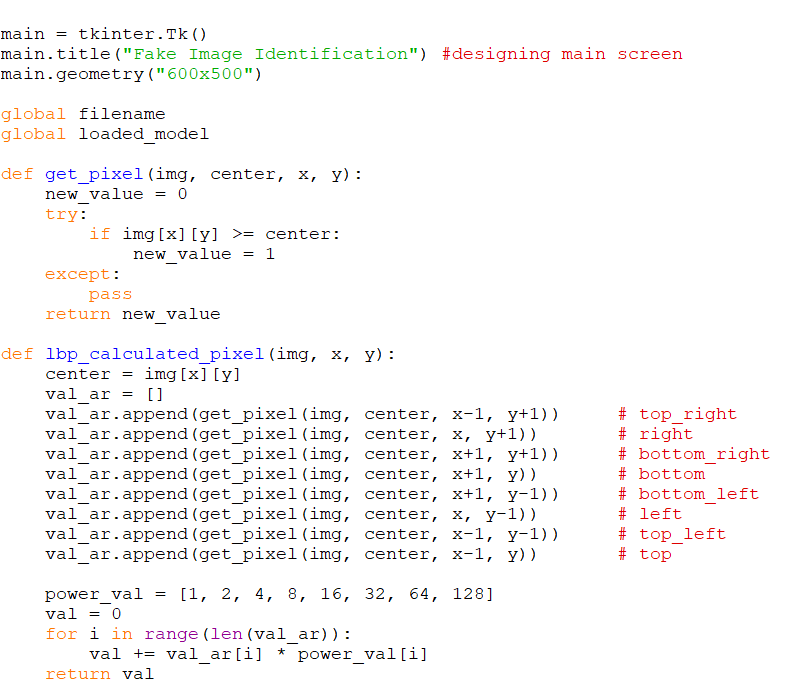 main = tkinter.Tk()
main.title("Fake Image Identification") #designing main screen
main.geometry("600x500")

global filename
global loaded_model

def get_pixel(img, center, x, y):
    new_value = 0
    try:
        if img[x][y] >= center:
            new_value = 1
    except:
        pass
    return new_value

def lbp_calculated_pixel(img, x, y):
    center = img[x][y]
    val_ar = []
    val_ar.append(get_pixel(img, center, x-1, y+1))     # top_right
    val_ar.append(get_pixel(img, center, x, y+1))       # right
    val_ar.append(get_pixel(img, center, x+1, y+1))     # bottom_right
    val_ar.append(get_pixel(img, center, x+1, y))       # bottom
    val_ar.append(get_pixel(img, center, x+1, y-1))     # bottom_left
    val_ar.append(get_pixel(img, center, x, y-1))       # left
    val_ar.append(get_pixel(img, center, x-1, y-1))     # top_left
    val_ar.append(get_pixel(img, center, x-1, y))       # top

    power_val = [1, 2, 4, 8, 16, 32, 64, 128]
    val = 0
    for i in range(len(val_ar)):
        val += val_ar[i] * power_val[i]
    return val